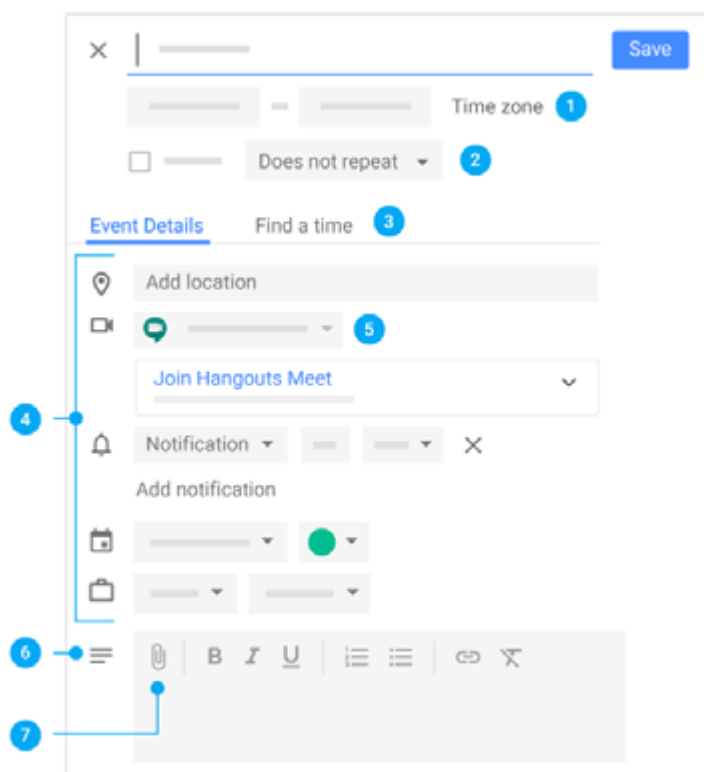 Save
Time zone 1
Does not repeat 2
Event Details Find a time 3
Add location
5
Join Hangouts Meet
4
Notification
Add notification
6 B I U
7